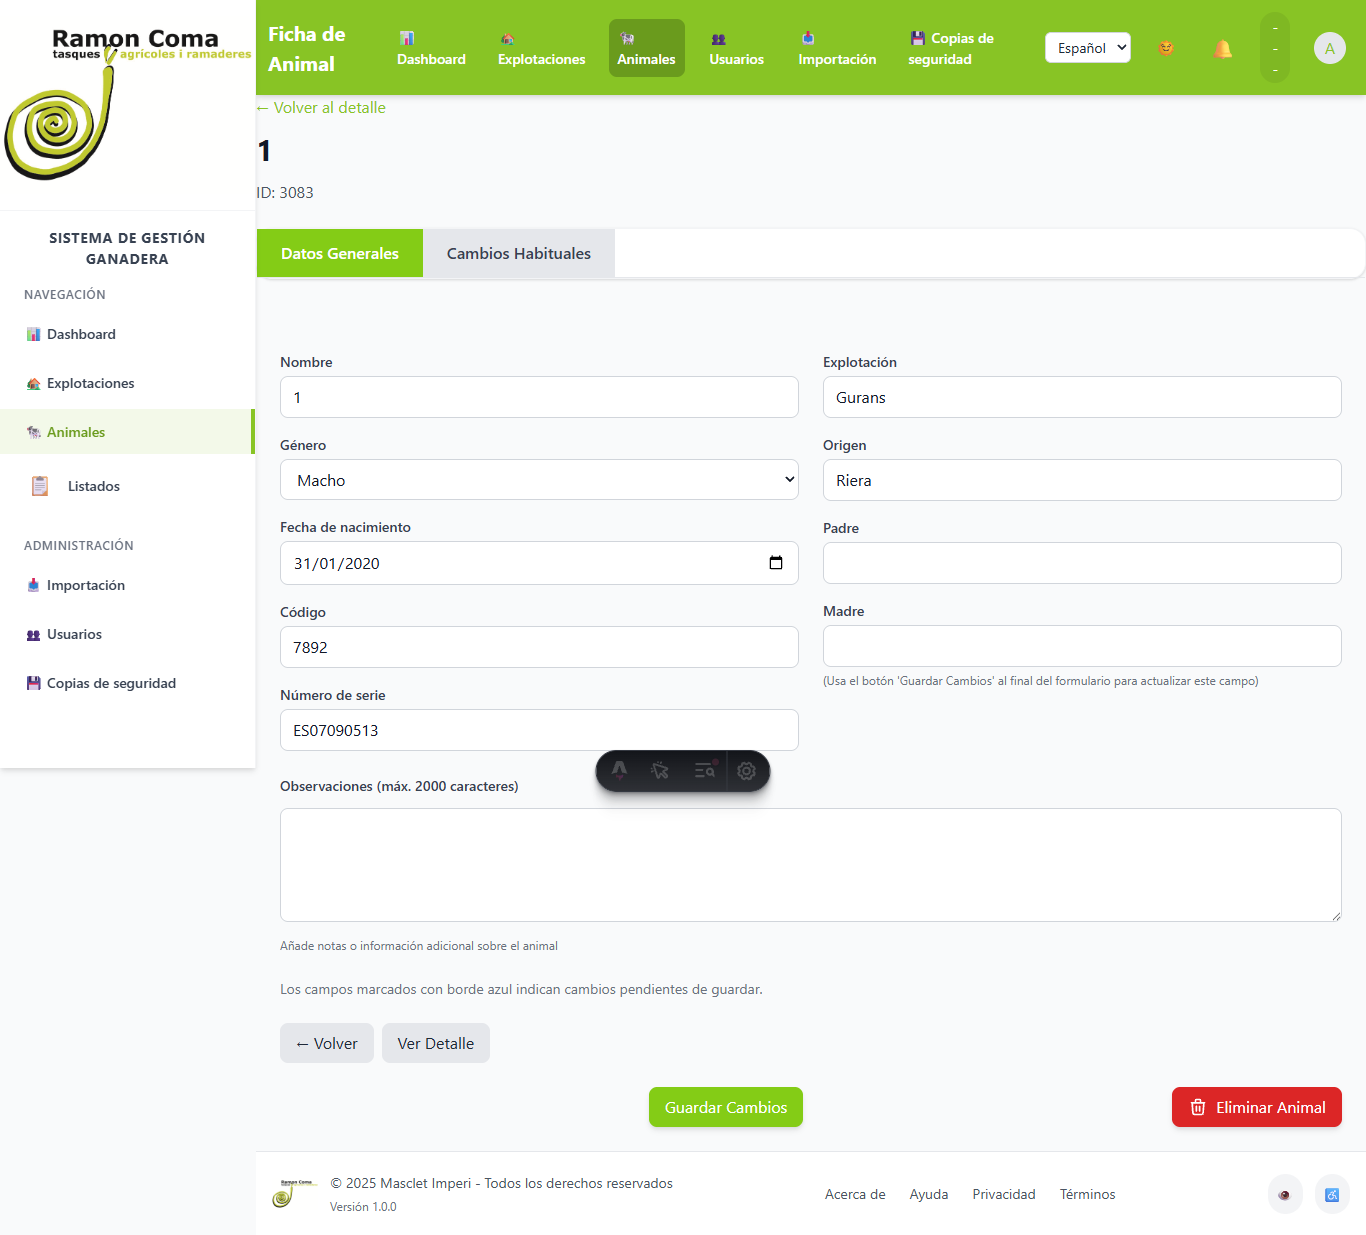 Ramon Coma
tasques agrícoles i ramaderes
SISTEMA DE GESTIÓN
GANADERA
NAVEGACIÓN
Dashboard
Explotaciones
Animales
Listados
ADMINISTRACIÓN
Importación
Usuarios
Copias de seguridad
Ficha de
Animal
Dashboard
Explotaciones
Animales
Usuarios
Importación
Copias de
seguridad
Español
-
-
-
A
← Volver al detalle
1
ID: 3083
Datos Generales
Cambios Habituales
Nombre
1
Explotación
Gurans
Género
Macho
Origen
Riera
Fecha de nacimiento
31/01/2020
Padre
Código
7892
Madre
(Usa el botón 'Guardar Cambios' al final del formulario para actualizar este campo)
Número de serie
ES07090513
Observaciones (máx. 2000 caracteres)
Añade notas o información adicional sobre el animal
Los campos marcados con borde azul indican cambios pendientes de guardar.
← Volver
Ver Detalle
Guardar Cambios
Eliminar Animal
Ramon Coma
© 2025 Masclet Imperi - Todos los derechos reservados
Versión 1.0.0
Acerca de
Ayuda
Privacidad
Términos